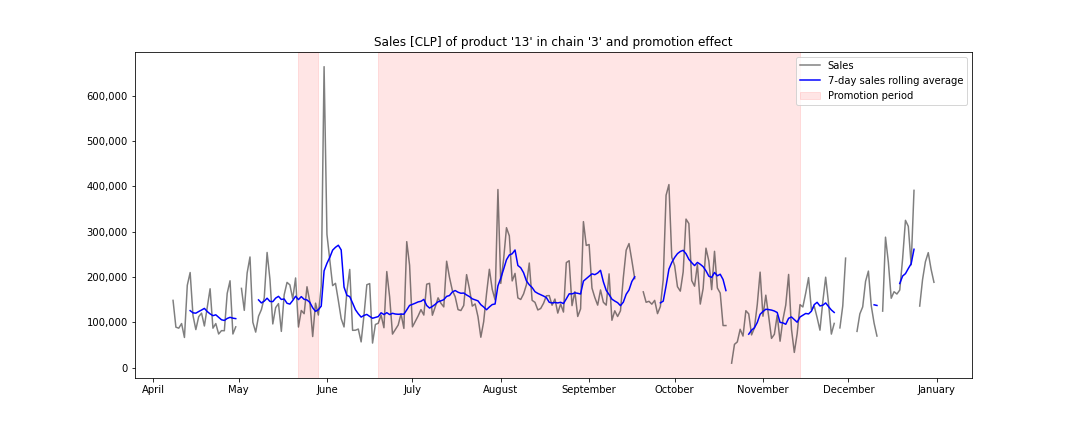 Sales [CLP] of product '13' in chain '3' and promotion effect
Sales
7-day sales rolling average
Promotion period
600,000
500,000
400,000
300,000
200,000
100,000
0
April May June July August September October November December January